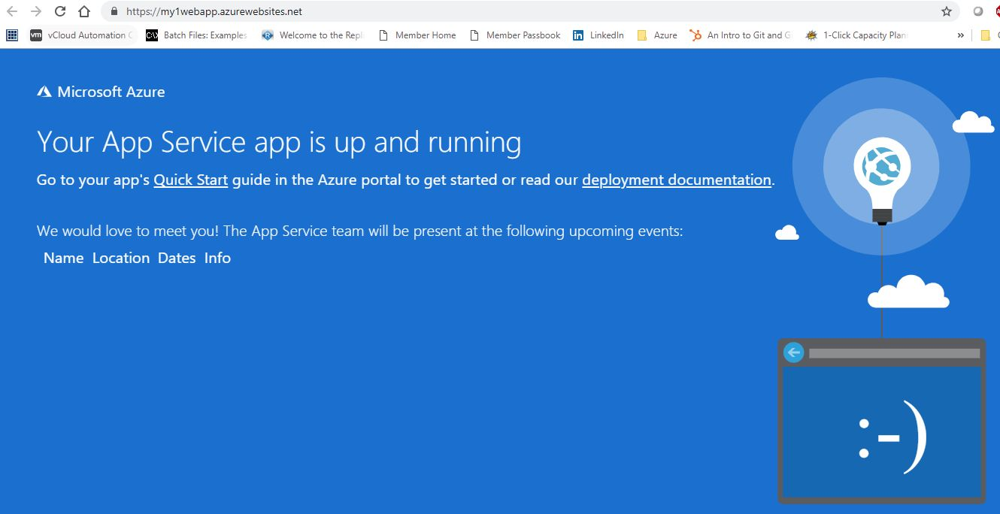 https://my1webapp.azurewebsites.net
vm vCloud Automation C:\ Batch Files: Examples R Welcome to the Repl Member Home Member Passbook in LinkedIn Azure An Intro to Git and G 1-Click Capacity Plan »
Microsoft Azure
Your App Service app is up and running
Go to your app's Quick Start guide in the Azure portal to get started or read our deployment documentation.
We would love to meet you! The App Service team will be present at the following upcoming events:
Name Location Dates Info
:-)